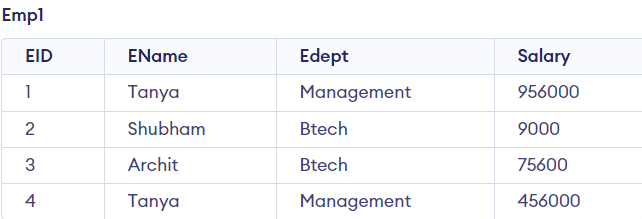 Emp1
EID EName Edept Salary
1 Tanya Management 956000
2 Shubham Btech 9000
3 Archit Btech 75600
4 Tanya Management 456000